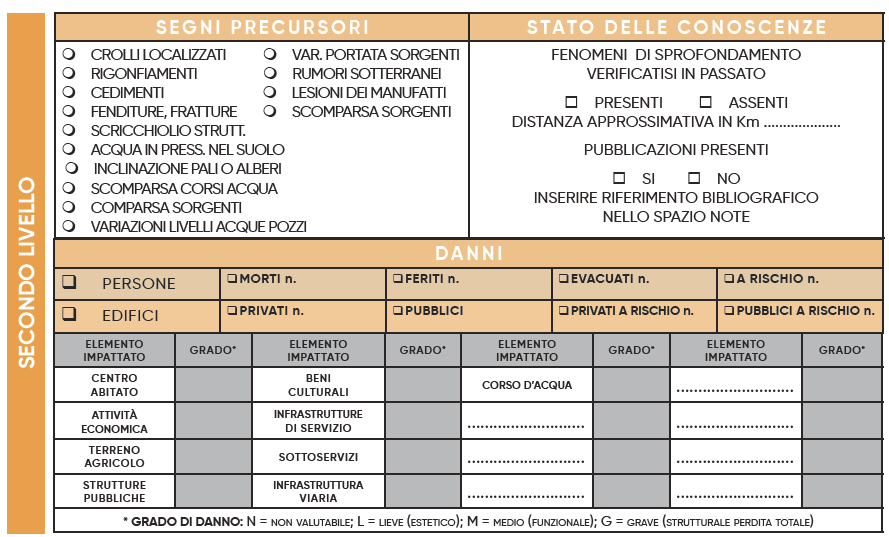 SECONDO LIVELLO
SEGNI PRECURSORI
CROLLI LOCALIZZATI
RIGONFIAMENTI
CEDIMENTI
FENDITURE, FRATTURE
SCRICCHIOLIO STRUTT.
ACQUA IN PRESS. NEL SUOLO
INCLINAZIONE PALI O ALBERI
SCOMPARSA CORSI ACQUA
COMPARSA SORGENTI
VARIAZIONI LIVELLI ACQUE POZZI
VAR. PORTATA SORGENTI
RUMORI SOTTERRANEI
LESIONI DEI MANUFATTI
SCOMPARSA SORGENTI
STATO DELLE CONOSCENZE
FENOMENI DI SPROFONDAMENTO
VERIFICATISI IN PASSATO
☐ PRESENTI ☐ ASSENTI
DISTANZA APPROSSIMATIVA IN Km ....................
PUBBLICAZIONI PRESENTI
☐ SI ☐ NO
INSERIRE RIFERIMENTO BIBLIOGRAFICO
NELLO SPAZIO NOTE
DANNI
❑ PERSONE ❑ MORTI n. ❑ FERITI n. ❑ EVACUATI n. ❑ A RISCHIO n.
❑ EDIFICI ❑ PRIVATI n. ❑ PUBBLICI ❑ PRIVATI A RISCHIO n. ❑ PUBBLICI A RISCHIO n.
ELEMENTO
IMPATTATO
GRADO*
ELEMENTO
IMPATTATO
GRADO*
ELEMENTO
IMPATTATO
GRADO*
ELEMENTO
IMPATTATO
GRADO*
CENTRO
ABITATO
BENI
CULTURALI
CORSO D'ACQUA
...........................
ATTIVITÀ
ECONOMICA
INFRASTRUTTURE
DI SERVIZIO
...........................
...........................
TERRENO
AGRICOLO
SOTTOSERVIZI
...........................
...........................
STRUTTURE
PUBBLICHE
INFRASTRUTTURA
VIARIA
...........................
...........................
* GRADO DI DANNO: N = NON VALUTABILE; L = LIEVE (ESTETICO); M = MEDIO (FUNZIONALE); G = GRAVE (STRUTTURALE PERDITA TOTALE)